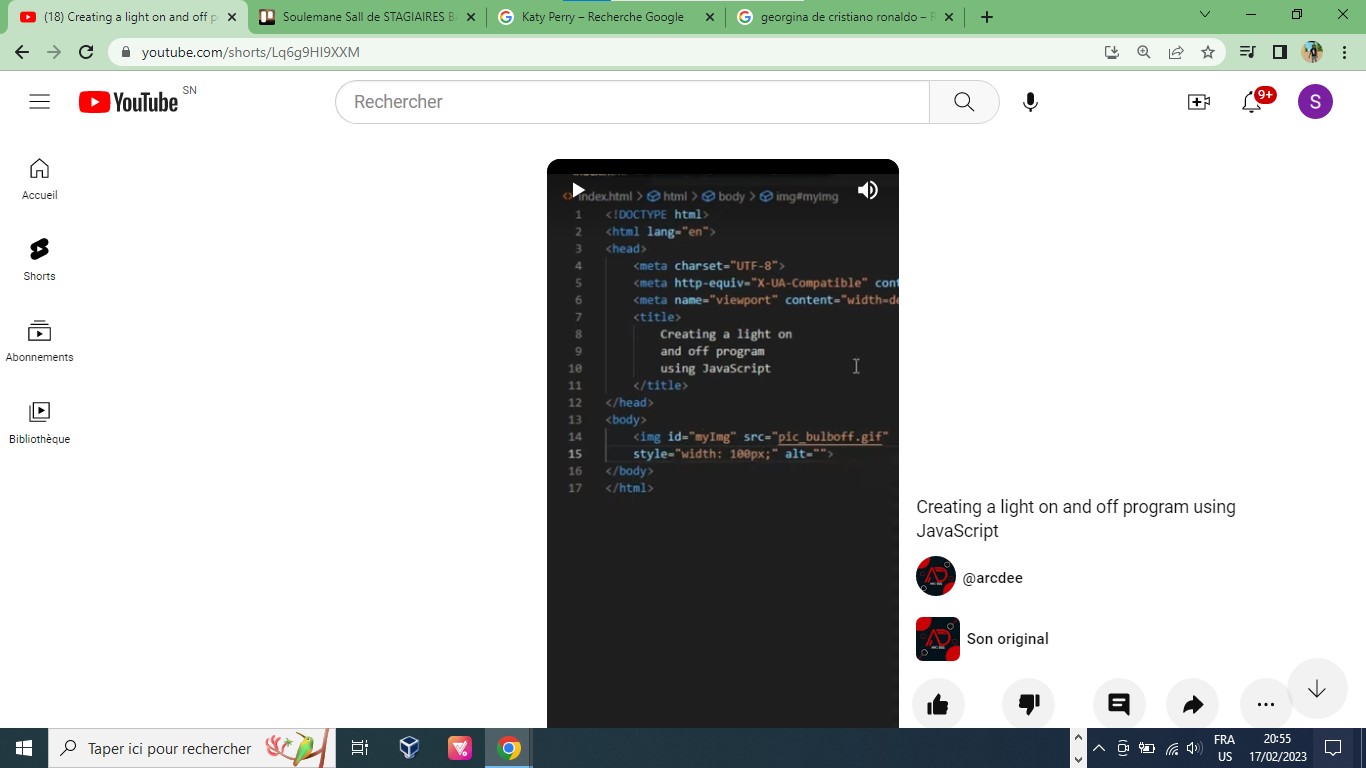 (18) Creating a light on and off p
Soulemane Sall de STAGIAIRES B
Katy Perry – Recherche Google
georgina de cristiano ronaldo – R
youtube.com/shorts/Lq6g9HI9XXM
YouTube SN
Rechercher
9+
S
Accueil
Shorts
Abonnements
Bibliothèque
index.html > html > body > img#myImg
1 <!DOCTYPE html>
2 <html lang="en">
3 <head>
4 <meta charset="UTF-8">
5 <meta http-equiv="X-UA-Compatible" cont
6 <meta name="viewport" content="width=de
7 <title>
8 Creating a light on
9 and off program
10 using JavaScript
11 </title>
12 </head>
13 <body>
14 <img id="myImg" src="pic_bulboff.gif"
15 style="width: 100px;" alt="">
16 </body>
17 </html>
Creating a light on and off program using
JavaScript
@arcdee
Son original
Taper ici pour rechercher
FRA
US
20:55
17/02/2023